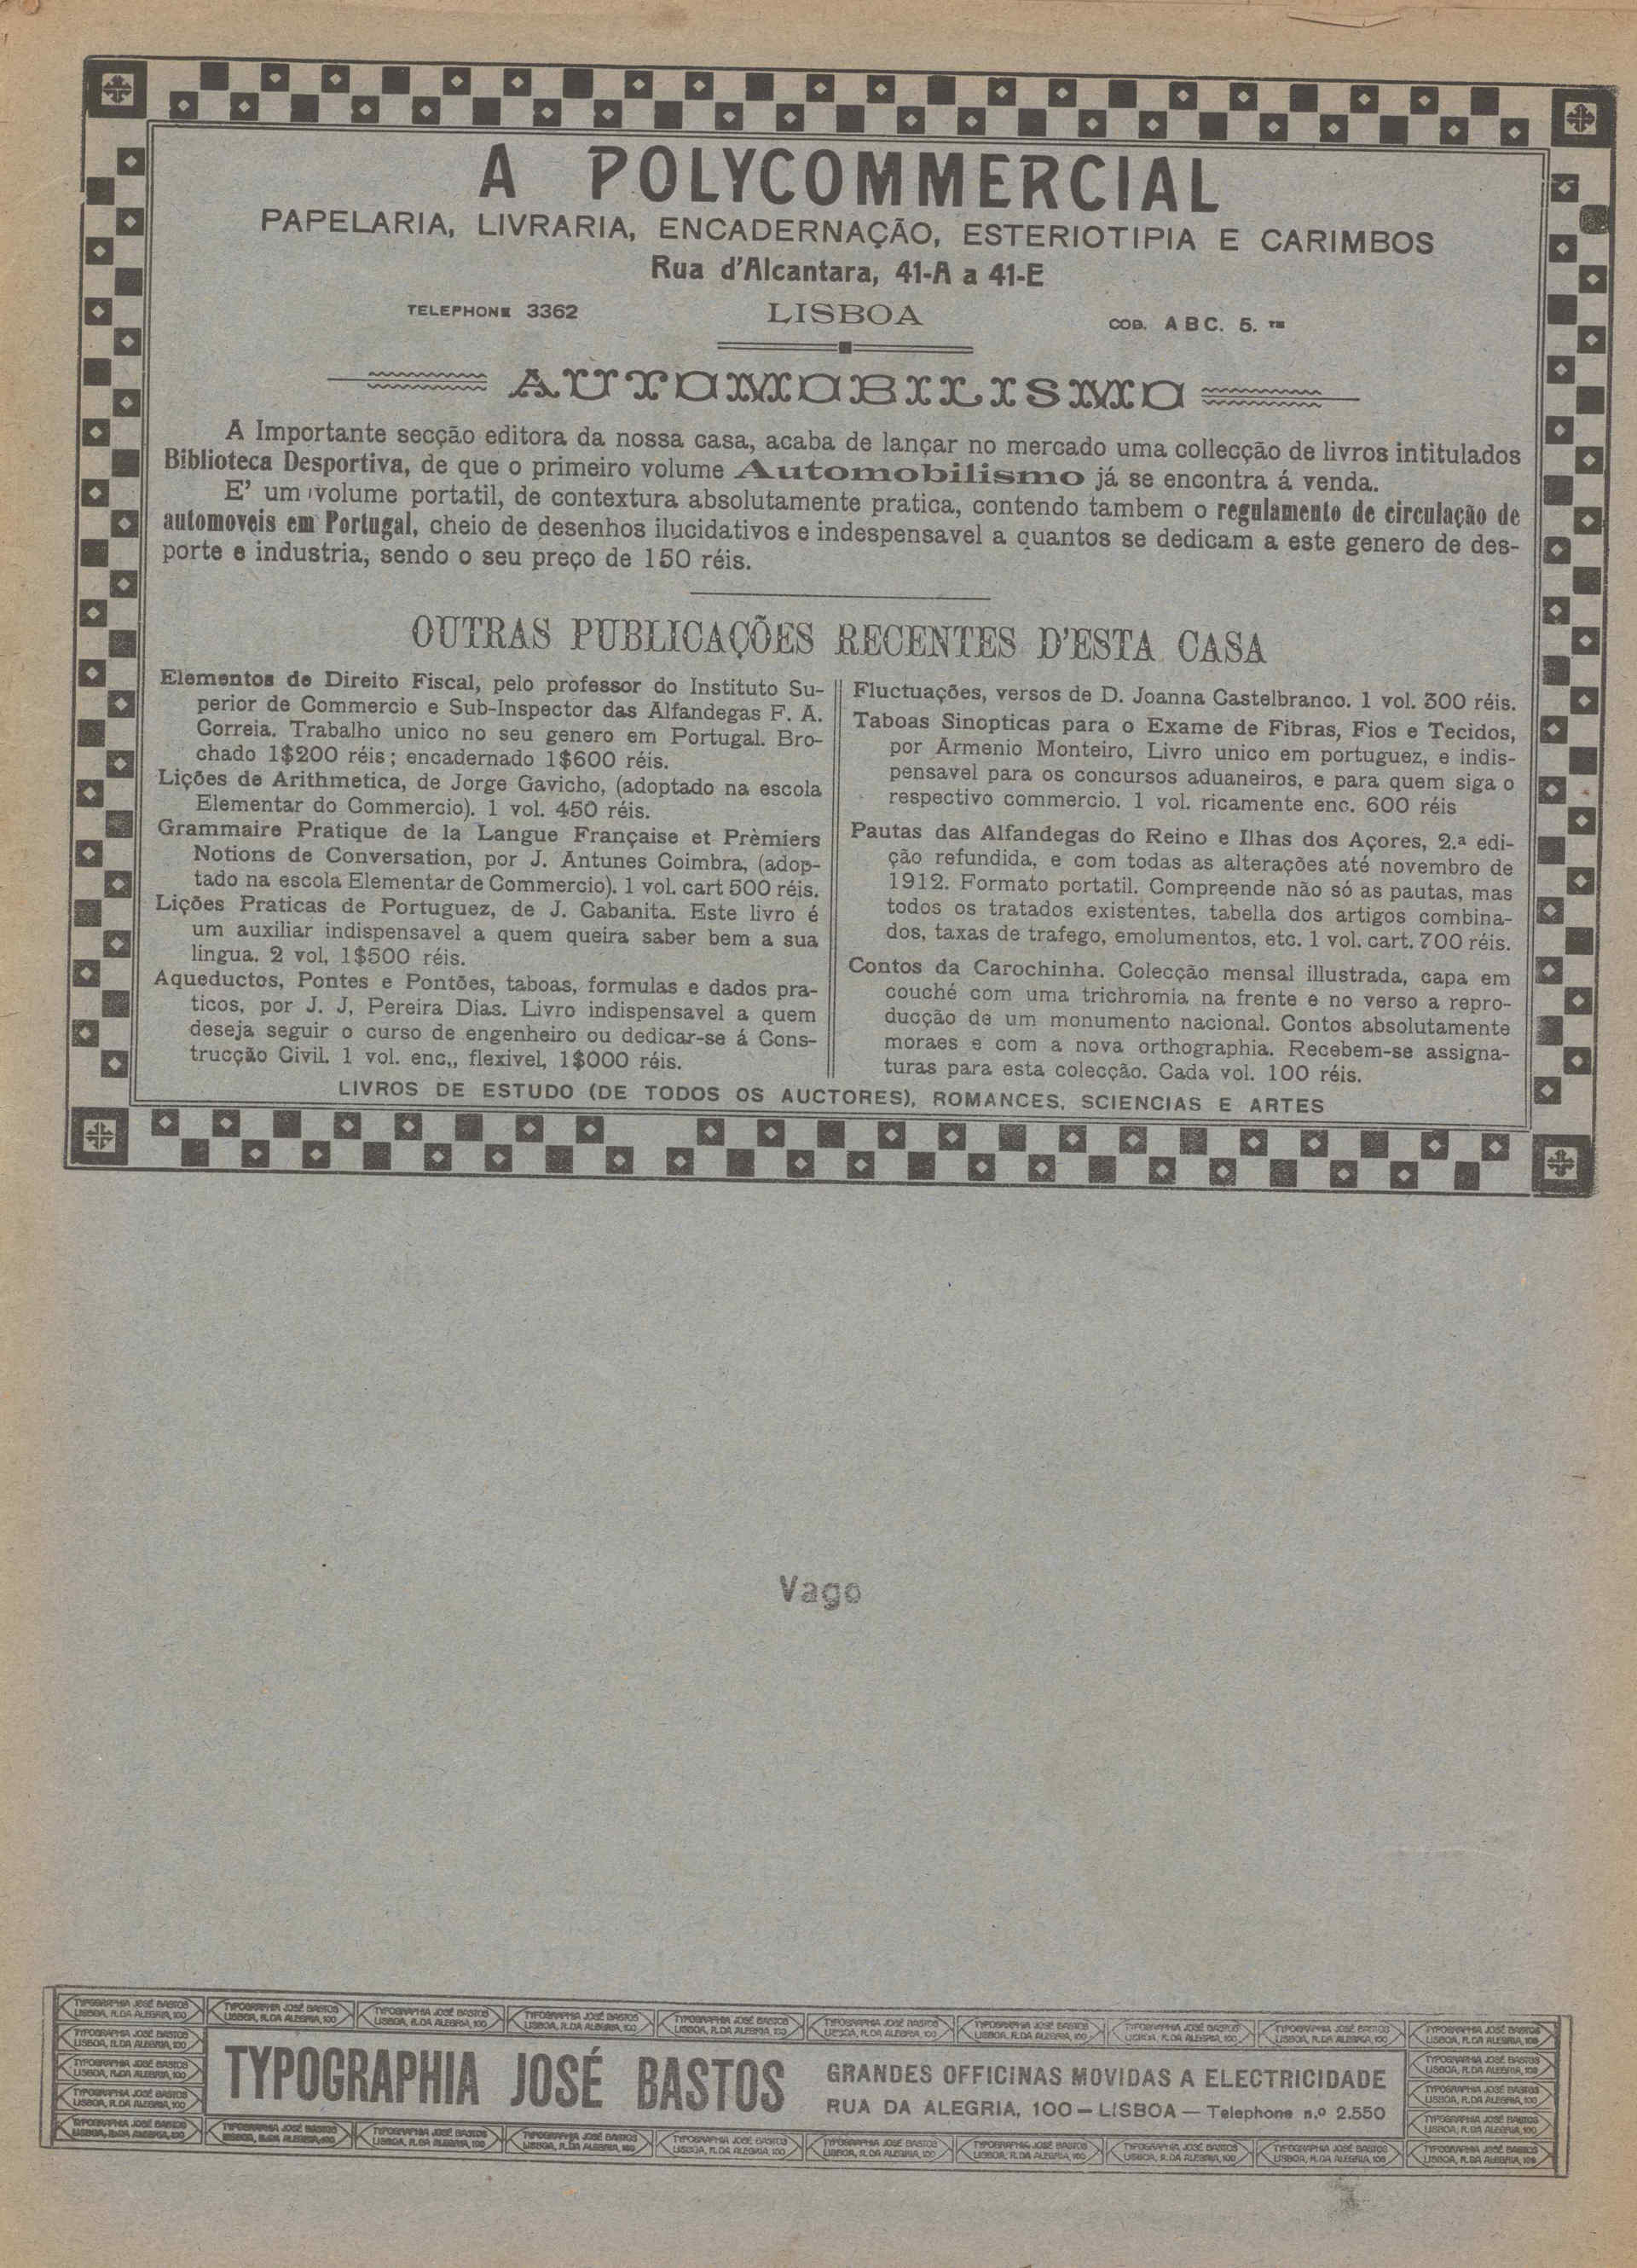 A POLYCOMMERCIAL
PAPELARIA, LIVRARIA, ENCADERNAÇÃO, ESTERIOTIPIA E CARIMBOS
Rua d'Alcantara, 41-A a 41-E
TELEPHONE 3362
LISBOA
COD. A B C. 5.
AUTOMOBILISMO
A Importante secção editora da nossa casa, acaba de lançar no mercado uma collecção de livros intitulados
Biblioteca Desportiva, de que o primeiro volume Automobilismo já se encontra á venda.
E' um volume portatil, de contextura absolutamente pratica, contendo tambem o regulamento de circulação de
automoveis em Portugal, cheio de desenhos ilucidativos e indespensavel a quantos se dedicam a este genero de des-
porte e industria, sendo o seu preço de 150 réis.
OUTRAS PUBLICAÇÕES RECENTES D'ESTA CASA
Elementos de Direito Fiscal, pelo professor do Instituto Su-
perior de Commercio e Sub-Inspector das Alfandegas F. A.
Correia. Trabalho unico no seu genero em Portugal. Bro-
chado 1$200 réis; encadernado 1$600 réis.
Lições de Arithmetica, de Jorge Gavicho, (adoptado na escola
Elementar do Commercio). 1 vol. 450 réis.
Grammaire Pratique de la Langue Française et Prèmiers
Notions de Conversation, por J. Antunes Coimbra, (adop-
tado na escola Elementar de Commercio). 1 vol. cart 500 réis.
Lições Praticas de Portuguez, de J. Cabanita. Este livro é
um auxiliar indispensavel a quem queira saber bem a sua
lingua. 2 vol, 1$500 réis.
Aqueductos, Pontes e Pontões, taboas, formulas e dados pra-
ticos, por J. J, Pereira Dias. Livro indispensavel a quem
deseja seguir o curso de engenheiro ou dedicar-se á Cons-
trucção Civil. 1 vol. enc,, flexivel, 1$000 réis.
Fluctuações, versos de D. Joanna Castelbranco. 1 vol. 300 réis.
Taboas Sinopticas para o Exame de Fibras, Fios e Tecidos,
por Armenio Monteiro, Livro unico em portuguez, e indis-
pensavel para os concursos aduaneiros, e para quem siga o
respectivo commercio. 1 vol. ricamente enc. 600 réis
Pautas das Alfandegas do Reino e Ilhas dos Açores, 2.ª edi-
ção refundida, e com todas as alterações até novembro de
1912. Formato portatil. Compreende não só as pautas, mas
todos os tratados existentes, tabella dos artigos combina-
dos, taxas de trafego, emolumentos, etc. 1 vol. cart. 700 réis.
Contos da Carochinha. Colecção mensal illustrada, capa em
couché com uma trichromia na frente e no verso a repro-
ducção de um monumento nacional. Contos absolutamente
moraes e com a nova orthographia. Recebem-se assigna-
turas para esta colecção. Cada vol. 100 réis.
LIVROS DE ESTUDO (DE TODOS OS AUCTORES), ROMANCES, SCIENCIAS E ARTES
Vago
TYPOGRAPHIA JOSÉ BASTOS
GRANDES OFFICINAS MOVIDAS A ELECTRICIDADE
RUA DA ALEGRIA, 100 — LISBOA — Telephone n.º 2.550
TYPOGRAPHIA JOSÉ BASTOS
LISBOA, R. DA ALEGRIA, 100